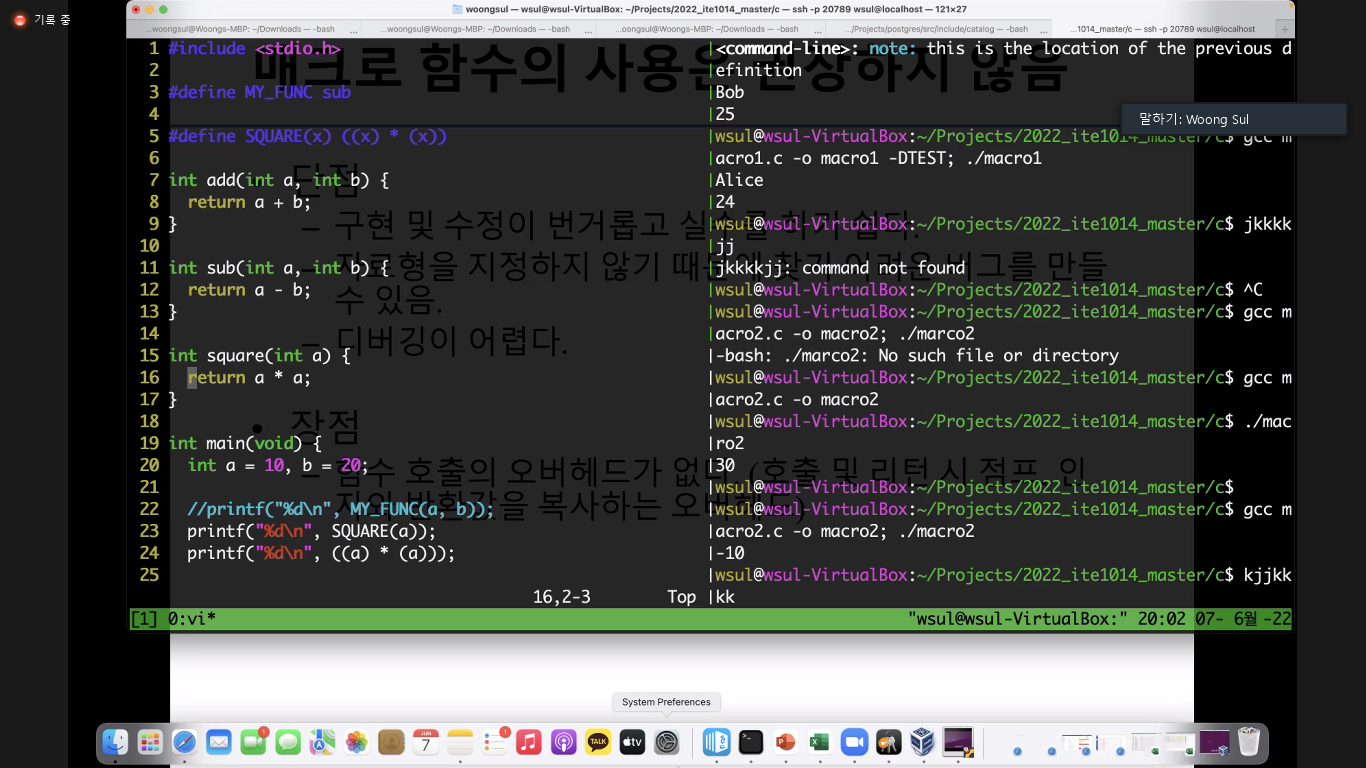 기록 중
woongsul — wsul@wsul-VirtualBox: ~/Projects/2022_ite1014_master/c — ssh -p 20789 wsul@localhost — 121×27
...woongsul@Woongs-MBP: ~/Downloads — -bash
...woongsul@Woongs-MBP: ~/Downloads — -bash
...oongsul@Woongs-MBP: ~/Downloads — -bash
.../Projects/postgres/src/include/catalog — -bash
...1014_master/c — ssh -p 20789 wsul@localhost
매크로 함수의 사용은 권장하지 않음
단점
– 구현 및 수정이 번거롭고 실수를 하기 쉽다.
– 자료형을 지정하지 않기 때문에 찾기 어려운 버그를 만들
수 있음.
– 디버깅이 어렵다.
• 장점
– 함수 호출의 오버헤드가 없다. (호출 및 리턴 시 점프, 인
자와 반환값을 복사하는 오버헤드)
1 #include <stdio.h>
2
3 #define MY_FUNC sub
4
5 #define SQUARE(x) ((x) * (x))
6
7 int add(int a, int b) {
8   return a + b;
9 }
10
11 int sub(int a, int b) {
12   return a - b;
13 }
14
15 int square(int a) {
16   return a * a;
17 }
18
19 int main(void) {
20   int a = 10, b = 20;
21
22   //printf("%d\n", MY_FUNC(a, b));
23   printf("%d\n", SQUARE(a));
24   printf("%d\n", ((a) * (a)));
25
16,2-3 Top
|<command-line>: note: this is the location of the previous d
|efinition
|Bob
|25
|wsul@wsul-VirtualBox:~/Projects/2022_ite1014_master/c$ gcc m
|acro1.c -o macro1 -DTEST; ./macro1
|Alice
|24
|wsul@wsul-VirtualBox:~/Projects/2022_ite1014_master/c$ jkkkk
|jj
|jkkkkjj: command not found
|wsul@wsul-VirtualBox:~/Projects/2022_ite1014_master/c$ ^C
|wsul@wsul-VirtualBox:~/Projects/2022_ite1014_master/c$ gcc m
|acro2.c -o macro2; ./marco2
|-bash: ./marco2: No such file or directory
|wsul@wsul-VirtualBox:~/Projects/2022_ite1014_master/c$ gcc m
|acro2.c -o macro2
|wsul@wsul-VirtualBox:~/Projects/2022_ite1014_master/c$ ./mac
|ro2
|30
|wsul@wsul-VirtualBox:~/Projects/2022_ite1014_master/c$
|wsul@wsul-VirtualBox:~/Projects/2022_ite1014_master/c$ gcc m
|acro2.c -o macro2; ./macro2
|-10
|wsul@wsul-VirtualBox:~/Projects/2022_ite1014_master/c$ kjjkk
|kk
말하기: Woong Sul
[1] 0:vi*
"wsul@wsul-VirtualBox:" 20:02 07- 6월 -22
System Preferences
1
JUN
7
1
TALK
tv